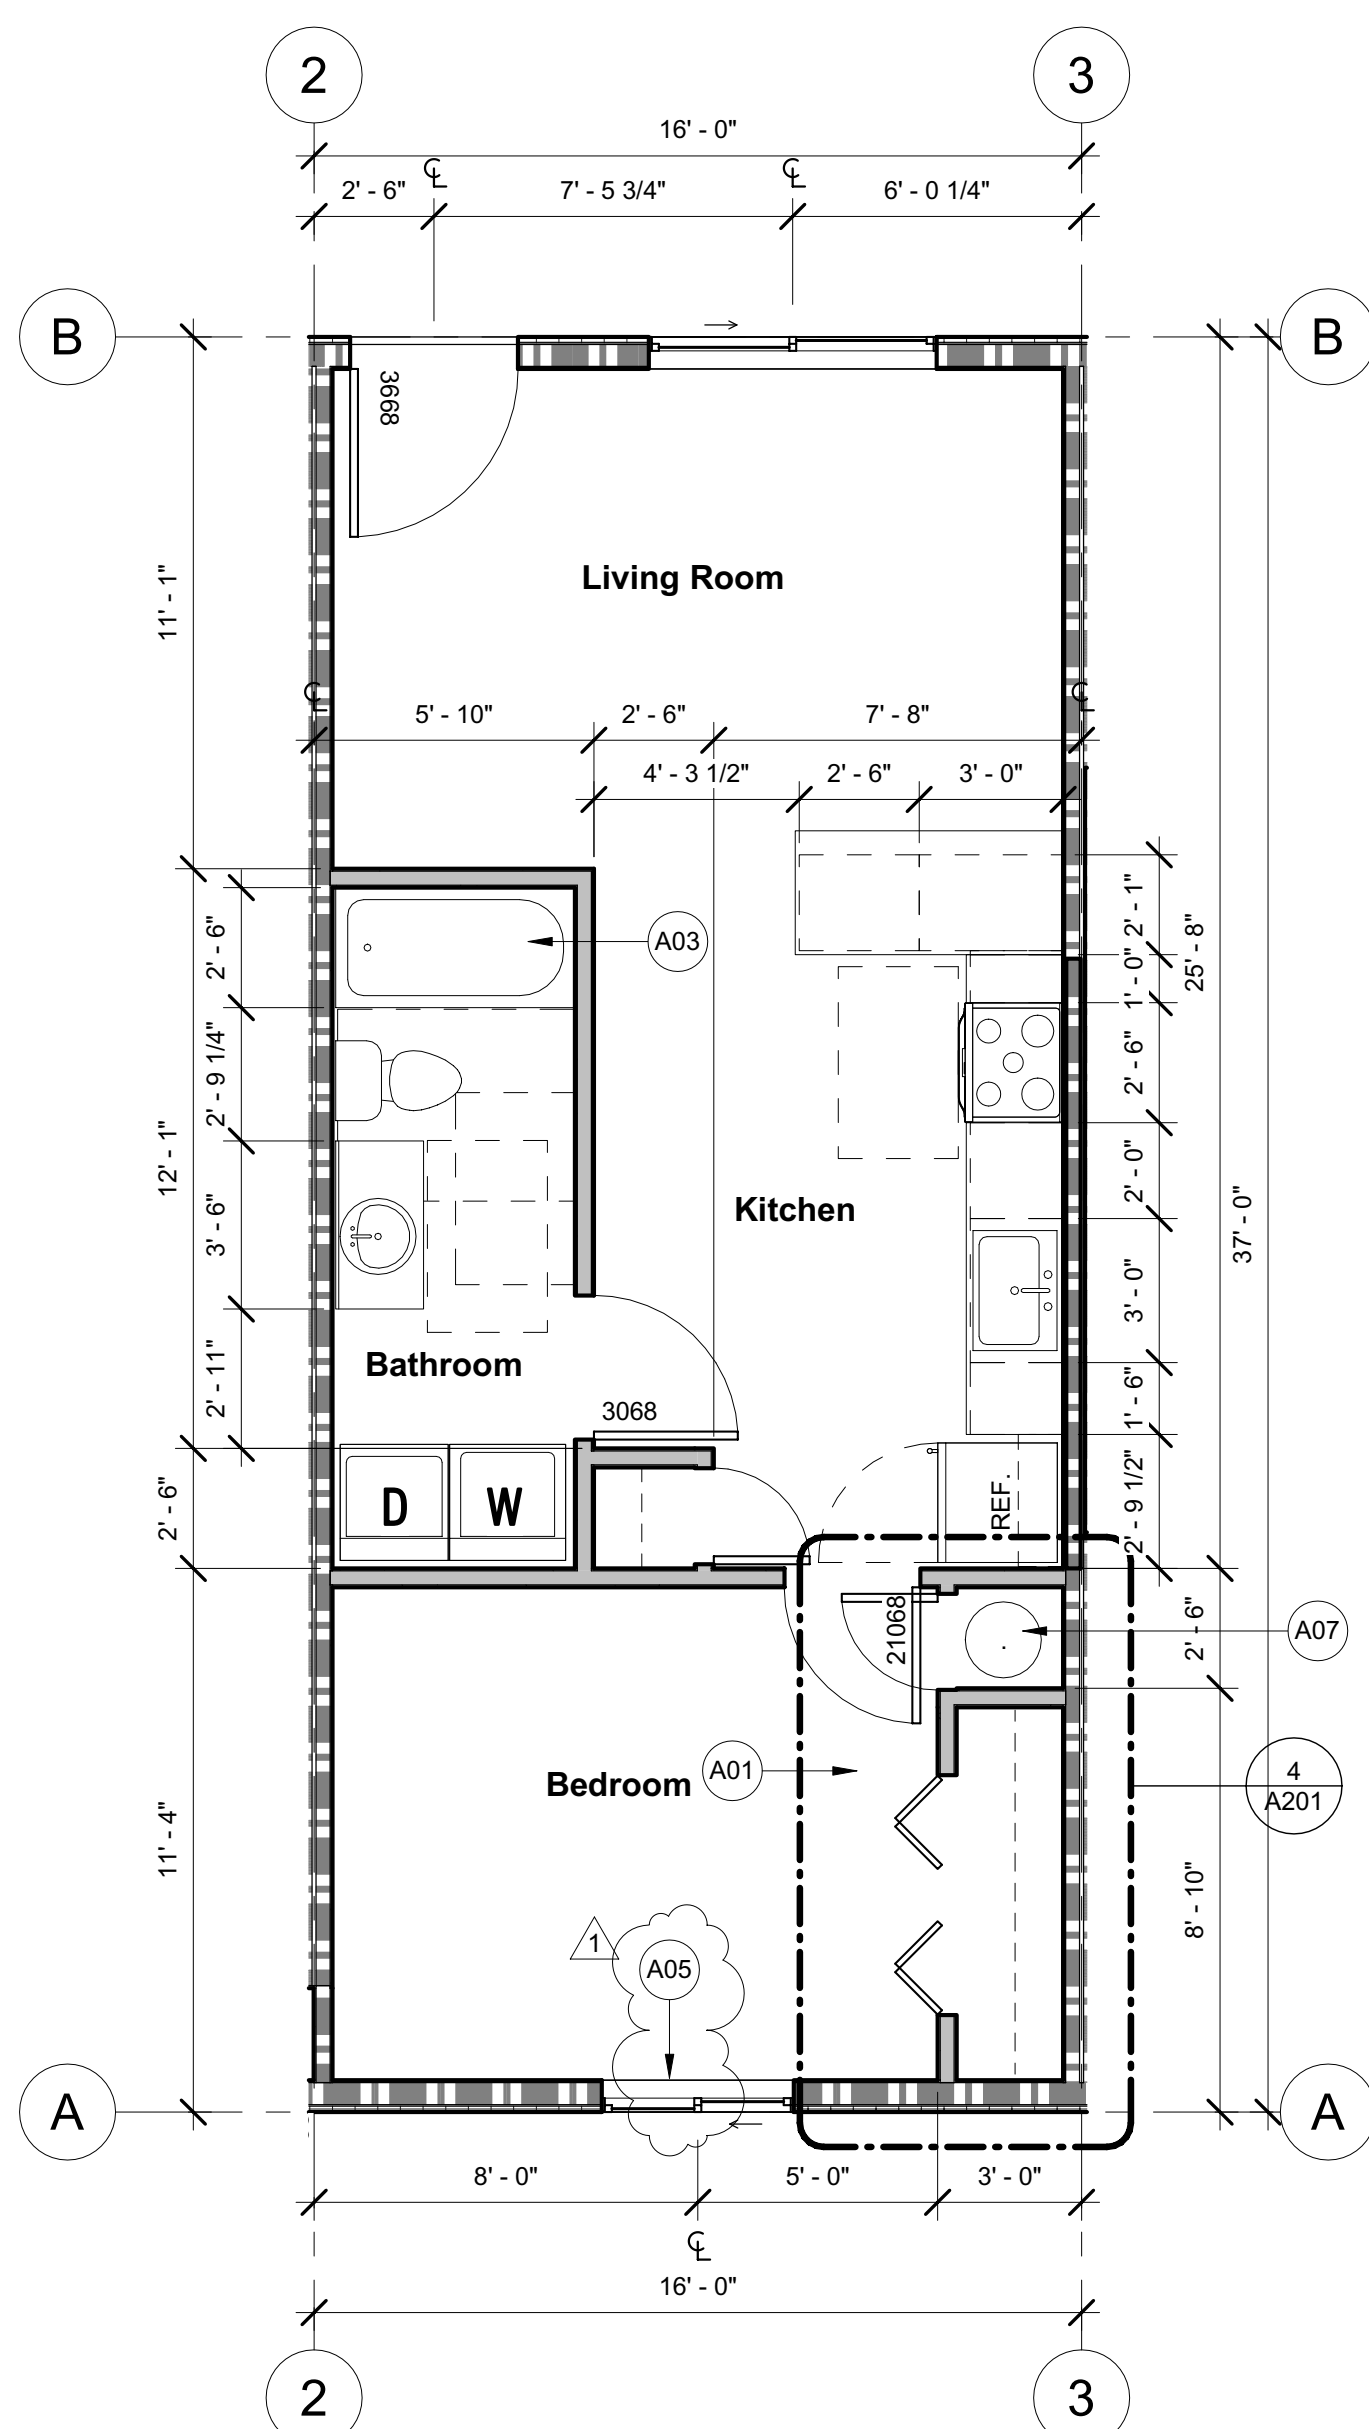 2
3
16' - 0"
2' - 6"
7' - 5 3/4"
6' - 0 1/4"
B
B
3668
11' - 1"
Living Room
5' - 10"
2' - 6"
7' - 8"
4' - 3 1/2"
2' - 6"
3' - 0"
2' - 1"
25' - 8"
2' - 6"
A03
1' - 0"
2' - 9 1/4"
2' - 6"
12' - 1"
2' - 0"
Kitchen
37' - 0"
3' - 6"
3' - 0"
Bathroom
2' - 11"
3068
1' - 6"
2' - 6"
D
W
REF.
2' - 9 1/2"
21068
2' - 6"
A07
Bedroom
A01
4
A201
11' - 4"
8' - 10"
1
A05
A
A
8' - 0"
5' - 0"
3' - 0"
16' - 0"
2
3